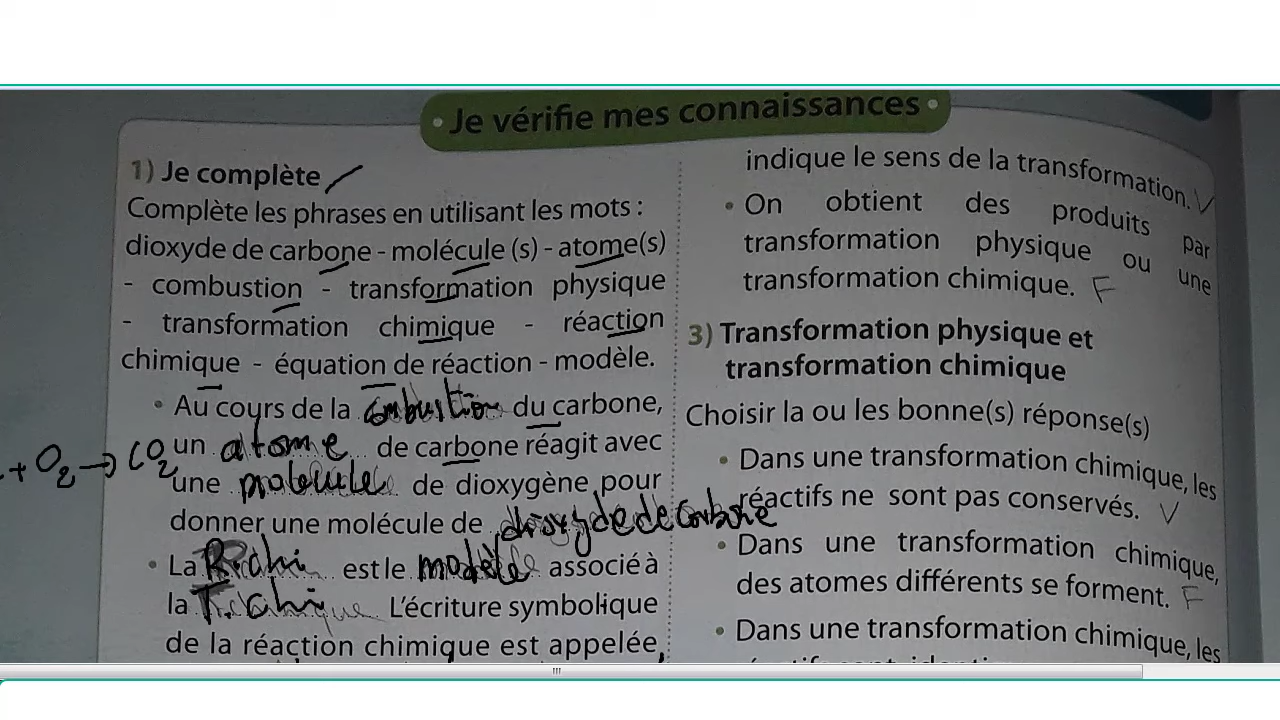 • Je vérifie mes connaissances •
1) Je complète
Complète les phrases en utilisant les mots :
dioxyde de carbone - molécule (s) - atome(s)
- combustion - transformation physique
- transformation chimique - réaction
chimique - équation de réaction - modèle.
• Au cours de la combustion du carbone,
un atome de carbone réagit avec
+ O2 → CO2
une molécule de dioxygène pour
donner une molécule de dioxyde de carbone
• La R.chi est le modèle associé à
la T.chi L'écriture symbolique
de la réaction chimique est appelée,
indique le sens de la transformation. V
• On obtient des produits par
transformation physique ou une
transformation chimique. F
3) Transformation physique et
transformation chimique
Choisir la ou les bonne(s) réponse(s)
• Dans une transformation chimique, les
réactifs ne sont pas conservés. V
• Dans une transformation chimique,
des atomes différents se forment. F
• Dans une transformation chimique, les